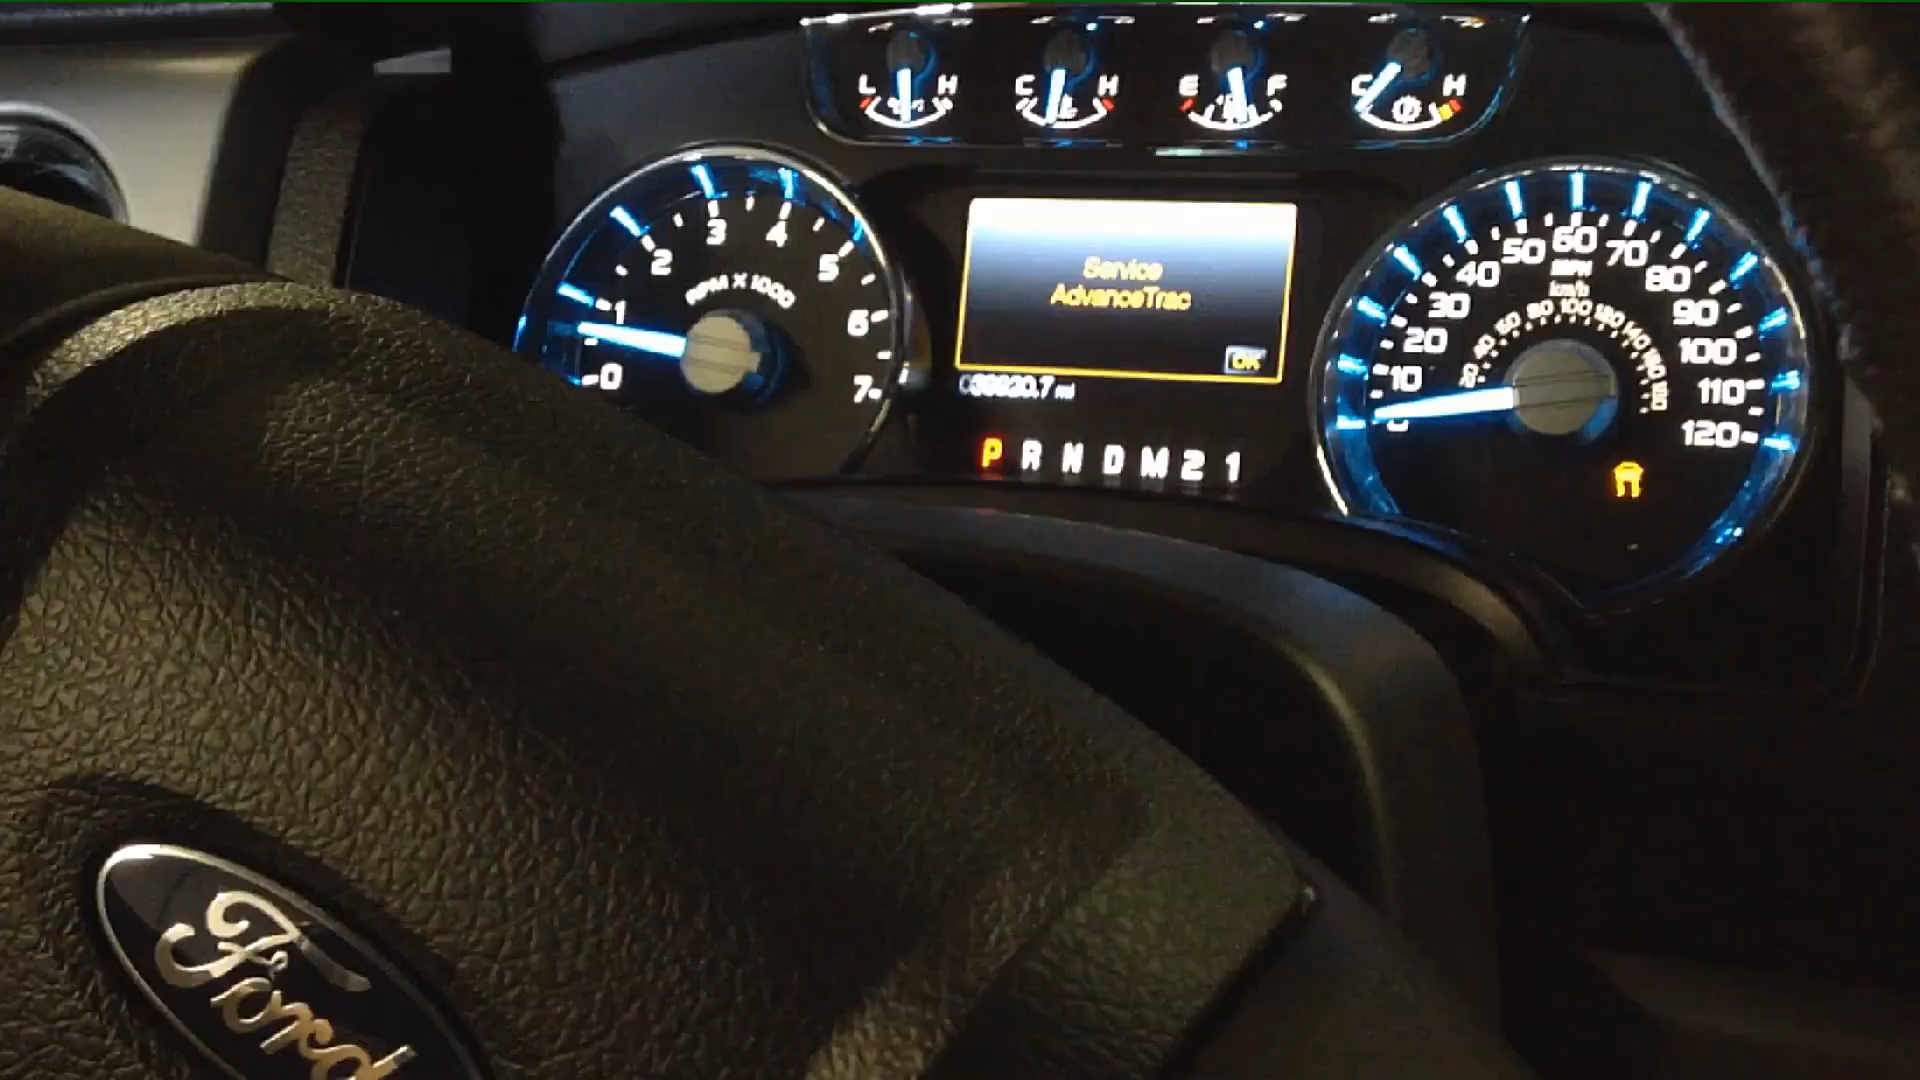 L H
C H
E F
C H
0 1 2 3 4 5 6 7
RPM X 1000
Service
AdvanceTrac
OK
P R N D M 2 1
10 20 30 40 50 60 70 80 90 100 110 120
MPH
km/h
Ford